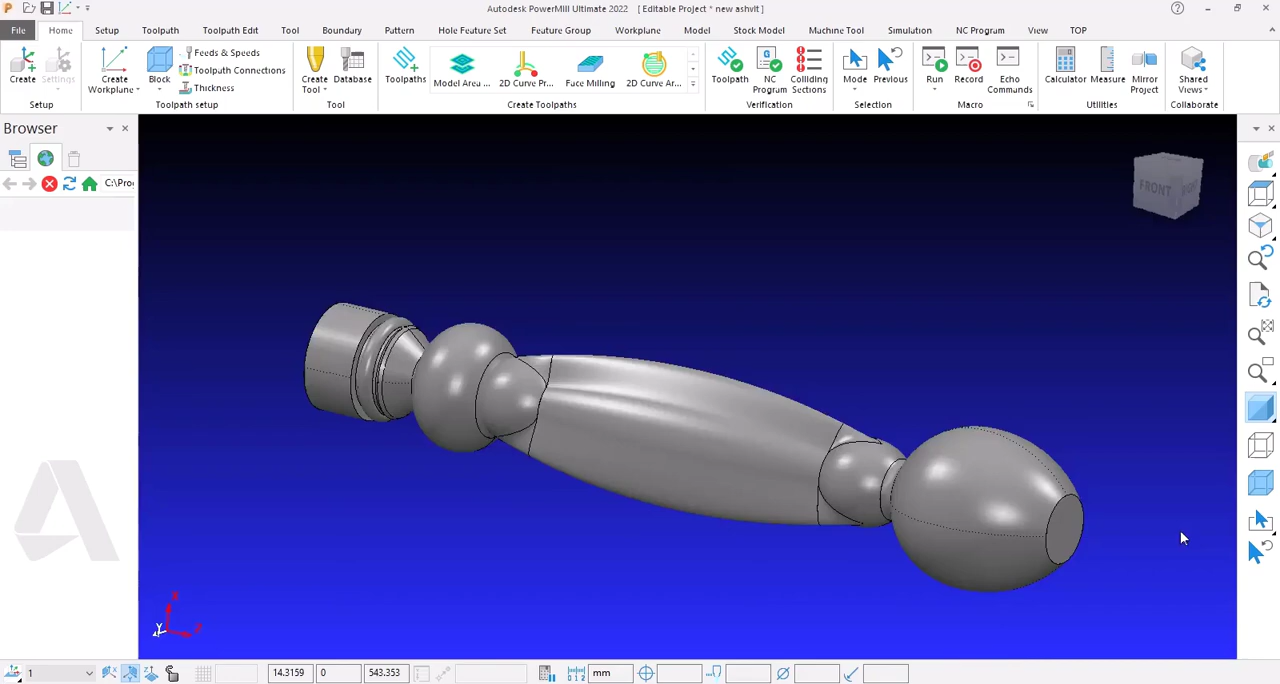 Autodesk PowerMill Ultimate 2022 [ Editable Project * new ashvit ]
File Home Setup Toolpath Toolpath Edit Tool Boundary Pattern Hole Feature Set Feature Group Workplane Model Stock Model Machine Tool Simulation NC Program View TOP
Create
Settings
Setup
Create
Workplane
Block
Feeds & Speeds
Toolpath Connections
Thickness
Toolpath setup
Create
Tool
Database
Tool
Toolpaths
Model Area ...
2D Curve Pr...
Face Milling
2D Curve Ar...
Create Toolpaths
Toolpath
NC
Program
Colliding
Sections
Verification
Mode
Previous
Selection
Run
Record
Echo
Commands
Macro
Calculator
Measure
Mirror
Project
Utilities
Shared
Views
Collaborate
Browser
C:\Pro
FRONT
Y
1
14.3159
0
543.353
mm